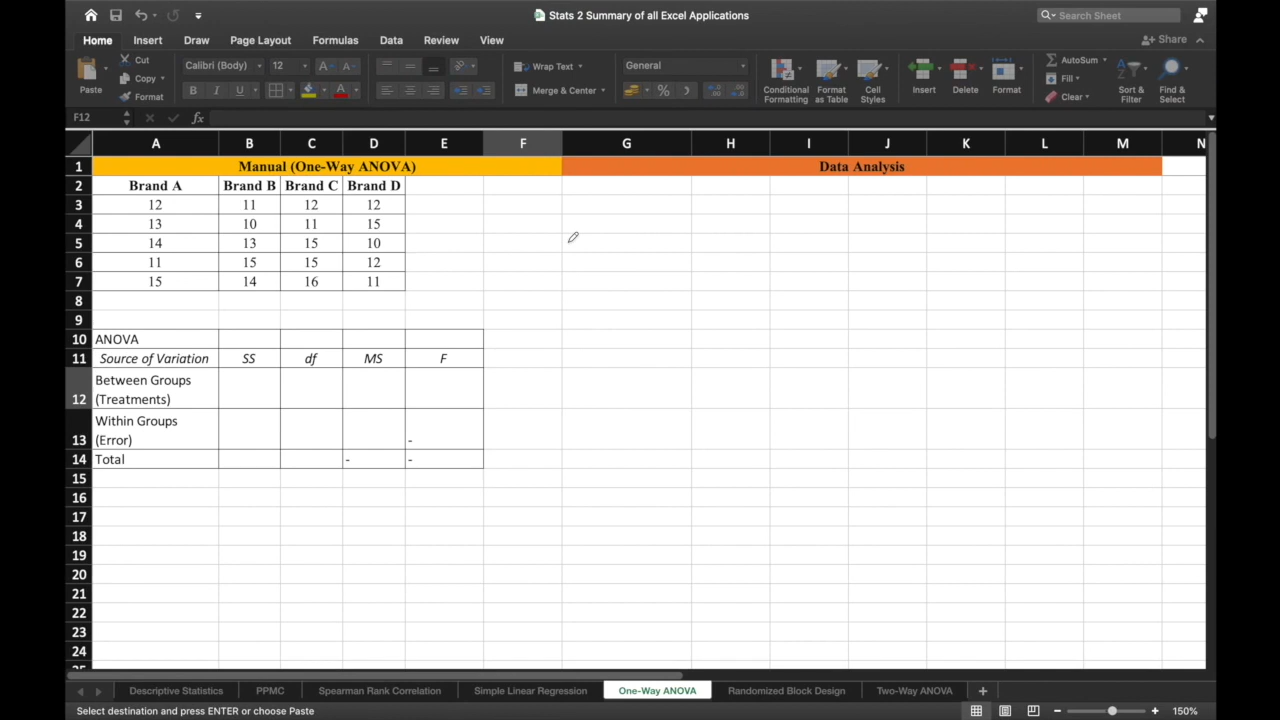 Stats 2 Summary of all Excel Applications
Search Sheet
Home Insert Draw Page Layout Formulas Data Review View
Share
Paste
Cut
Copy
Format
Calibri (Body) 12
B I U
Wrap Text
Merge & Center
General
Conditional Formatting
Format as Table
Cell Styles
Insert
Delete
Format
AutoSum
Fill
Clear
Sort & Filter
Find & Select
F12 fx
A B C D E F G H I J K L M N
1 Manual (One-Way ANOVA) Data Analysis
2 Brand A Brand B Brand C Brand D
3 12 11 12 12
4 13 10 11 15
5 14 13 15 10
6 11 15 15 12
7 15 14 16 11
8
9
10 ANOVA
11 Source of Variation SS df MS F
12 Between Groups (Treatments)
13 Within Groups (Error) -
14 Total - -
15
16
17
18
19
20
21
22
23
24
25
Descriptive Statistics PPMC Spearman Rank Correlation Simple Linear Regression One-Way ANOVA Randomized Block Design Two-Way ANOVA +
Select destination and press ENTER or choose Paste 150%